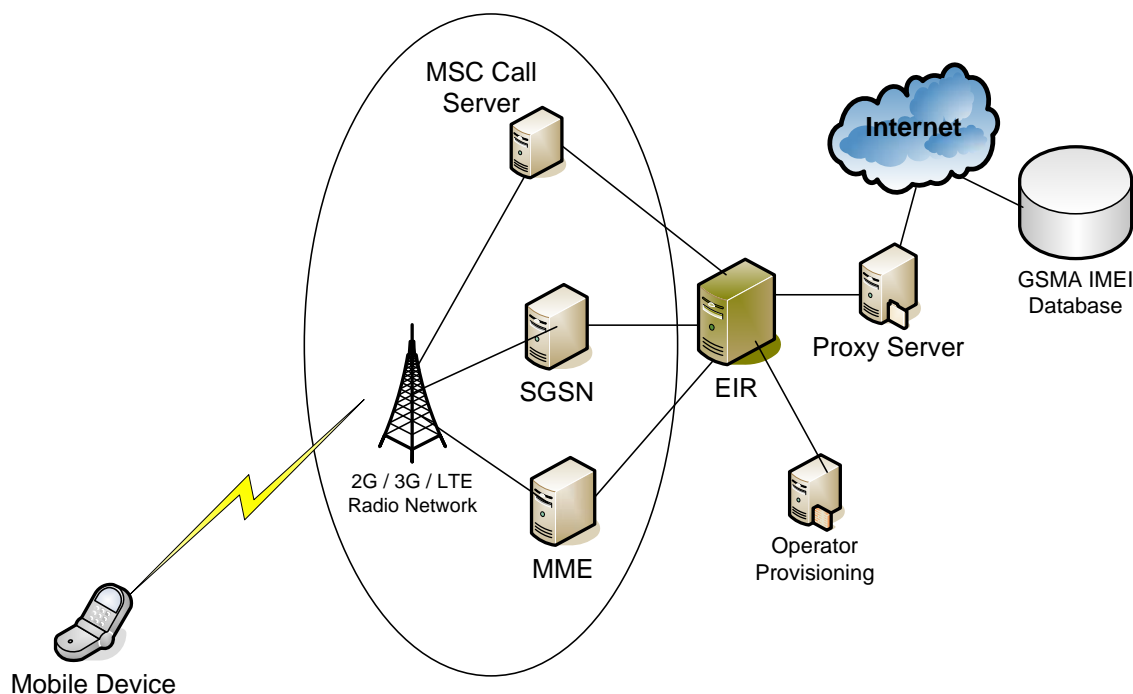 MSC Call
Server
Internet
GSMA IMEI
Database
Proxy Server
SGSN
EIR
2G / 3G / LTE
Radio Network
MME
Operator
Provisioning
Mobile Device